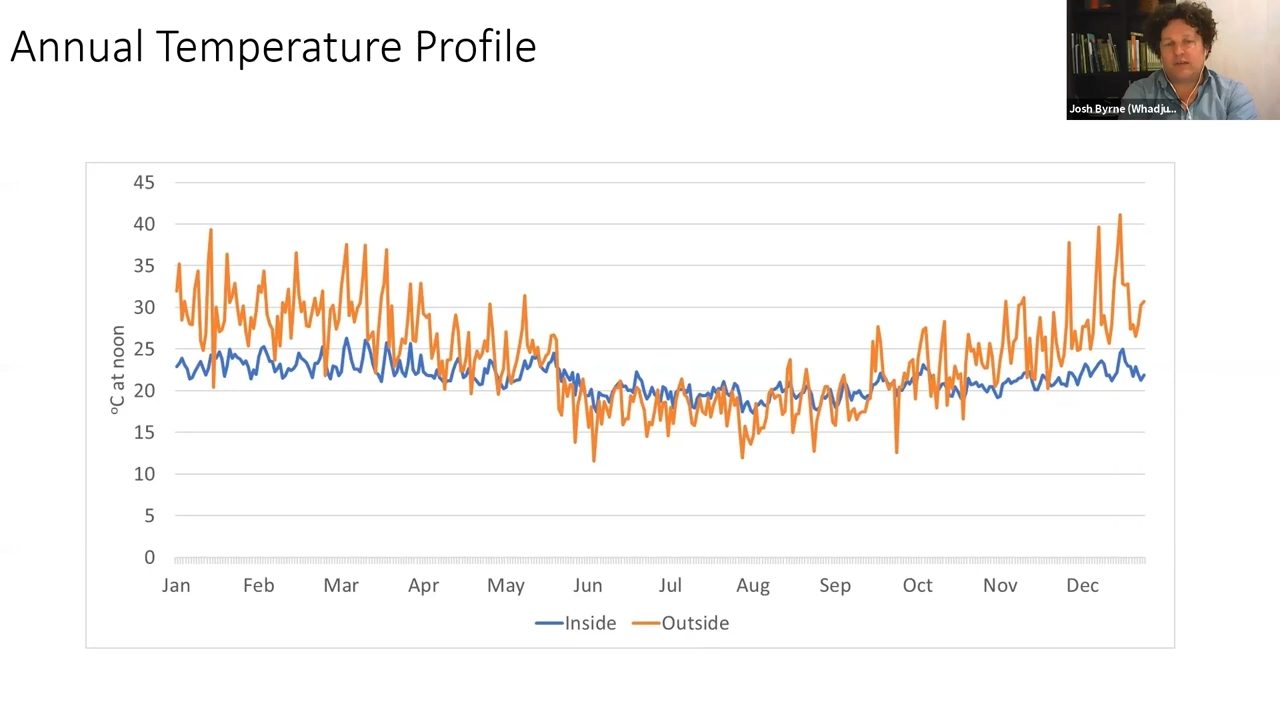 Annual Temperature Profile
Josh Byrne (Whadju...
45
40
35
30
25
20
15
10
5
0
ºC at noon
Jan Feb Mar Apr May Jun Jul Aug Sep Oct Nov Dec
Inside Outside